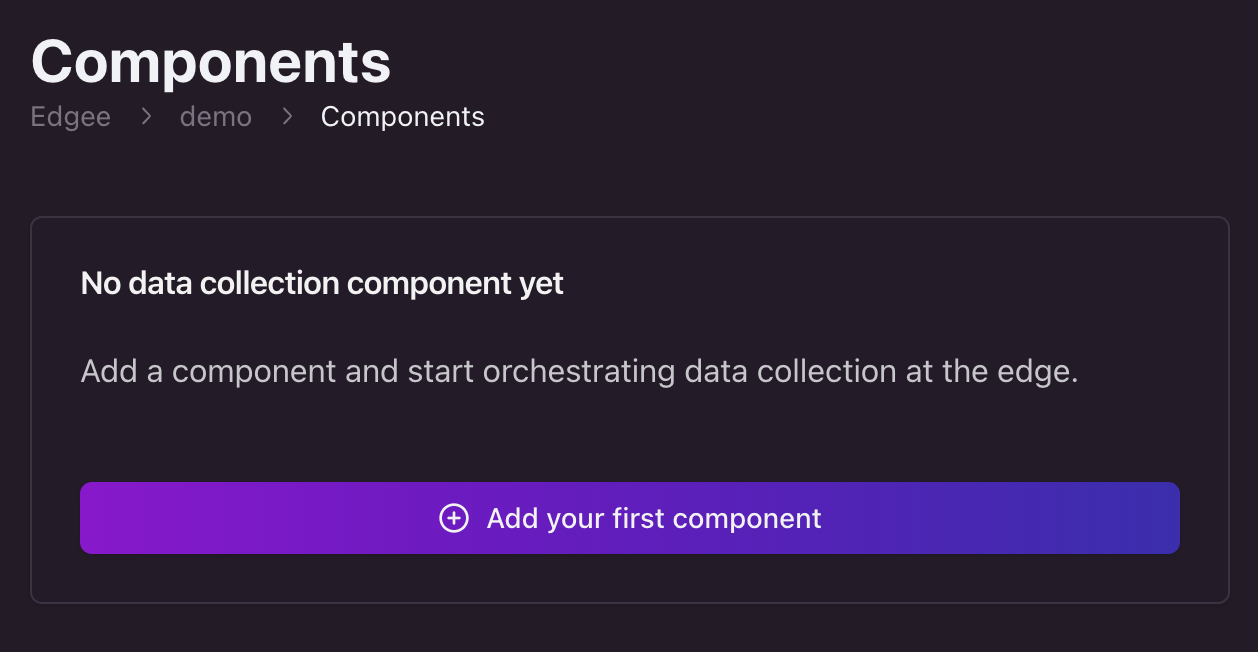 Components
Edgee > demo > Components
No data collection component yet
Add a component and start orchestrating data collection at the edge.
Add your first component